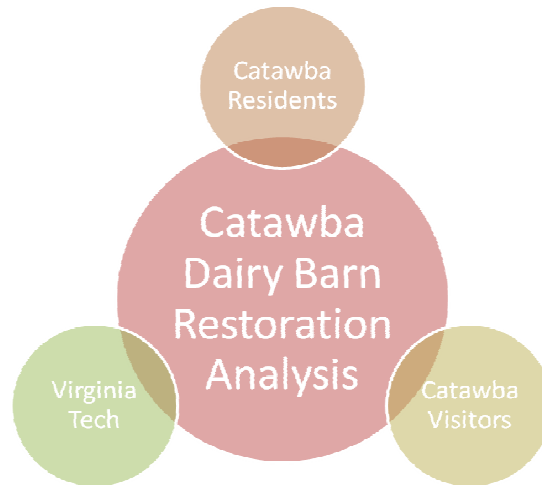 Catawba
Residents
Catawba
Dairy Barn
Restoration
Analysis
Virginia
Tech
Catawba
Visitors